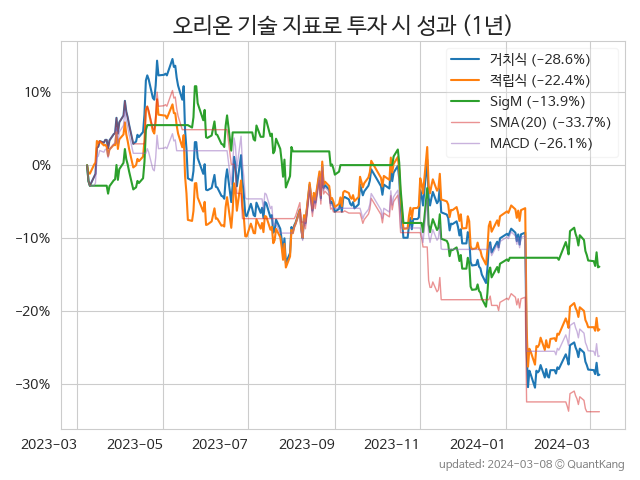 오리온 기술 지표로 투자 시 성과 (1년)
거치식 (−28.6%)
적립식 (−22.4%)
SigM (−13.9%)
SMA(20) (−33.7%)
MACD (−26.1%)
10%
0%
−10%
−20%
−30%
2023−03 2023−05 2023−07 2023−09 2023−11 2024−01 2024−03
updated: 2024−03−08 © QuantKang